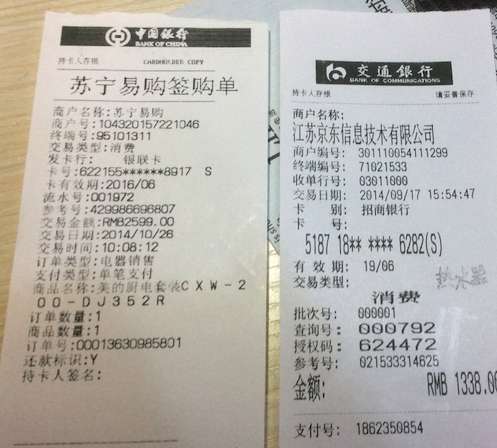 中国银行
BANK OF CHINA
持卡人存根 CARDHOLDER COPY
苏宁易购签购单
商户名称:苏宁易购
商户号:104320157221046
终端号:95101311
交易类型:消费
发卡行: 银联卡
卡号:622155******8917 S
卡有效期:2016/06
流水号:001972
参考号:429986696807
交易金额:RMB2599.00
交易日期:2014/10/26
交易时间:10:08:12
订单类型:电器销售
支付类型:单笔支付
商品名称:美的厨电套装CXW-2
00-DJ352R
订单数量:1
商品数量:1
订单号:00013630985801
还款标识:Y
持卡人签名:
交通銀行
BANK OF COMMUNICATIONS
持卡人存根 请妥善保存
商户名称:
江苏京东信息技术有限公司
商户编号: 301110054111299
终端编号: 71021533
收单行号: 03011000
交易日期: 2014/09/17 15:54:47
卡 别: 招商银行
卡 号:
5187 18** **** 6282(S)
有 效 期: 19/06
交易类型:
热水器
消费
批次号: 000001
查询号: 000792
授权码: 624472
参考号: 021533314625
金额: RMB 1338.00
支付号: 1862350854